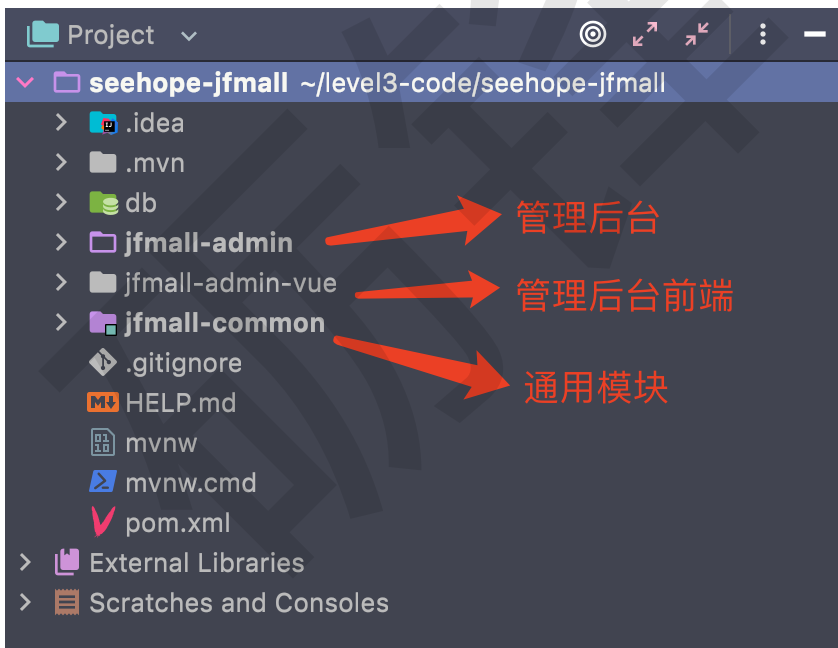 Project
seehope-jfmall ~/level3-code/seehope-jfmall
.idea
.mvn
db
jfmall-admin 管理后台
jfmall-admin-vue 管理后台前端
jfmall-common
通用模块
.gitignore
HELP.md
mvnw
mvnw.cmd
pom.xml
External Libraries
Scratches and Consoles